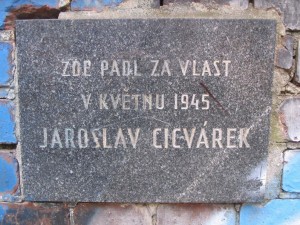 ZDE PADL ZA VLAST
V KVĚTNU 1945
JAROSLAV CICVÁREK